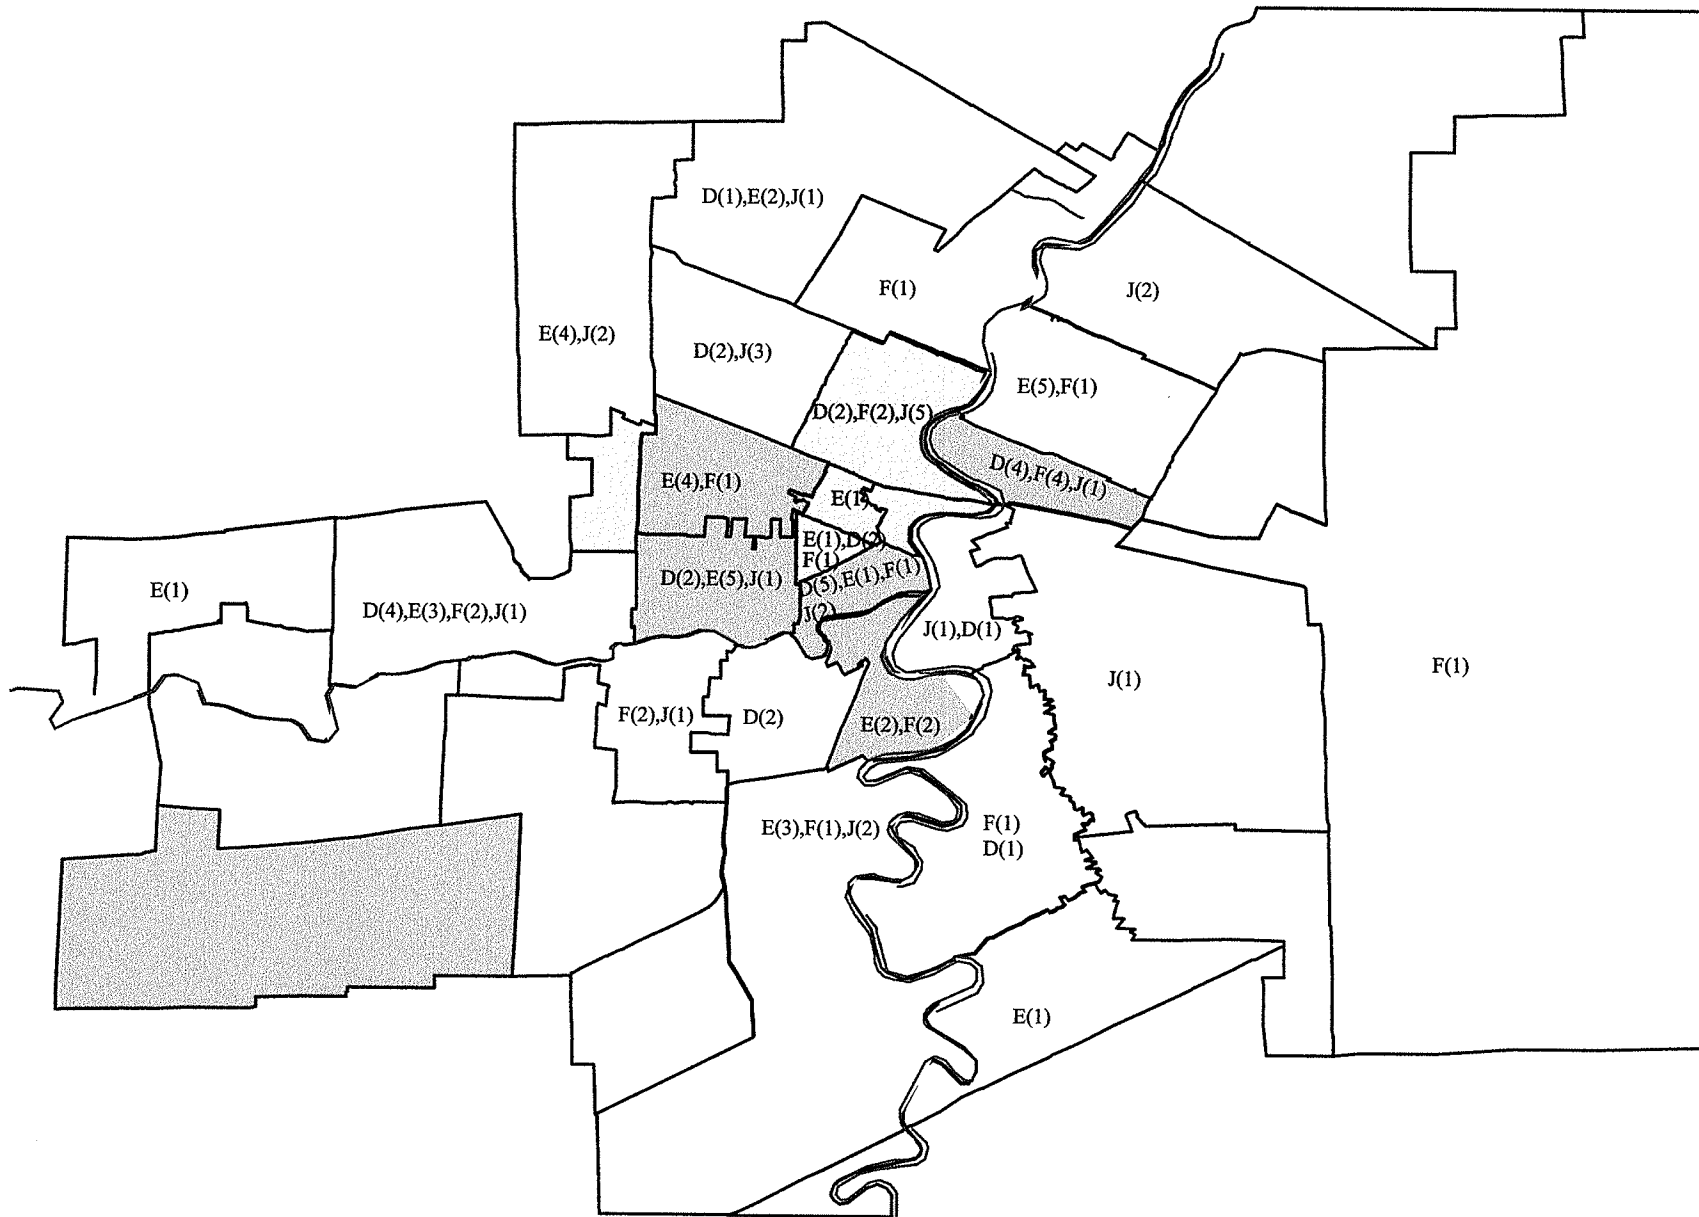 D(1),E(2),J(1)
F(1)
J(2)
E(4),J(2)
D(2),J(3)
E(5),F(1)
D(2),F(2),J(5)
D(4),F(4),J(1)
E(4),F(1)
E(1)
E(1),D(2)
F(1)
D(2),E(5),J(1)
D(5),E(1),F(1)
J(2)
E(1)
D(4),E(3),F(2),J(1)
J(1),D(1)
F(1)
J(1)
F(2),J(1)
D(2)
E(2),F(2)
E(3),F(1),J(2)
F(1)
D(1)
E(1)